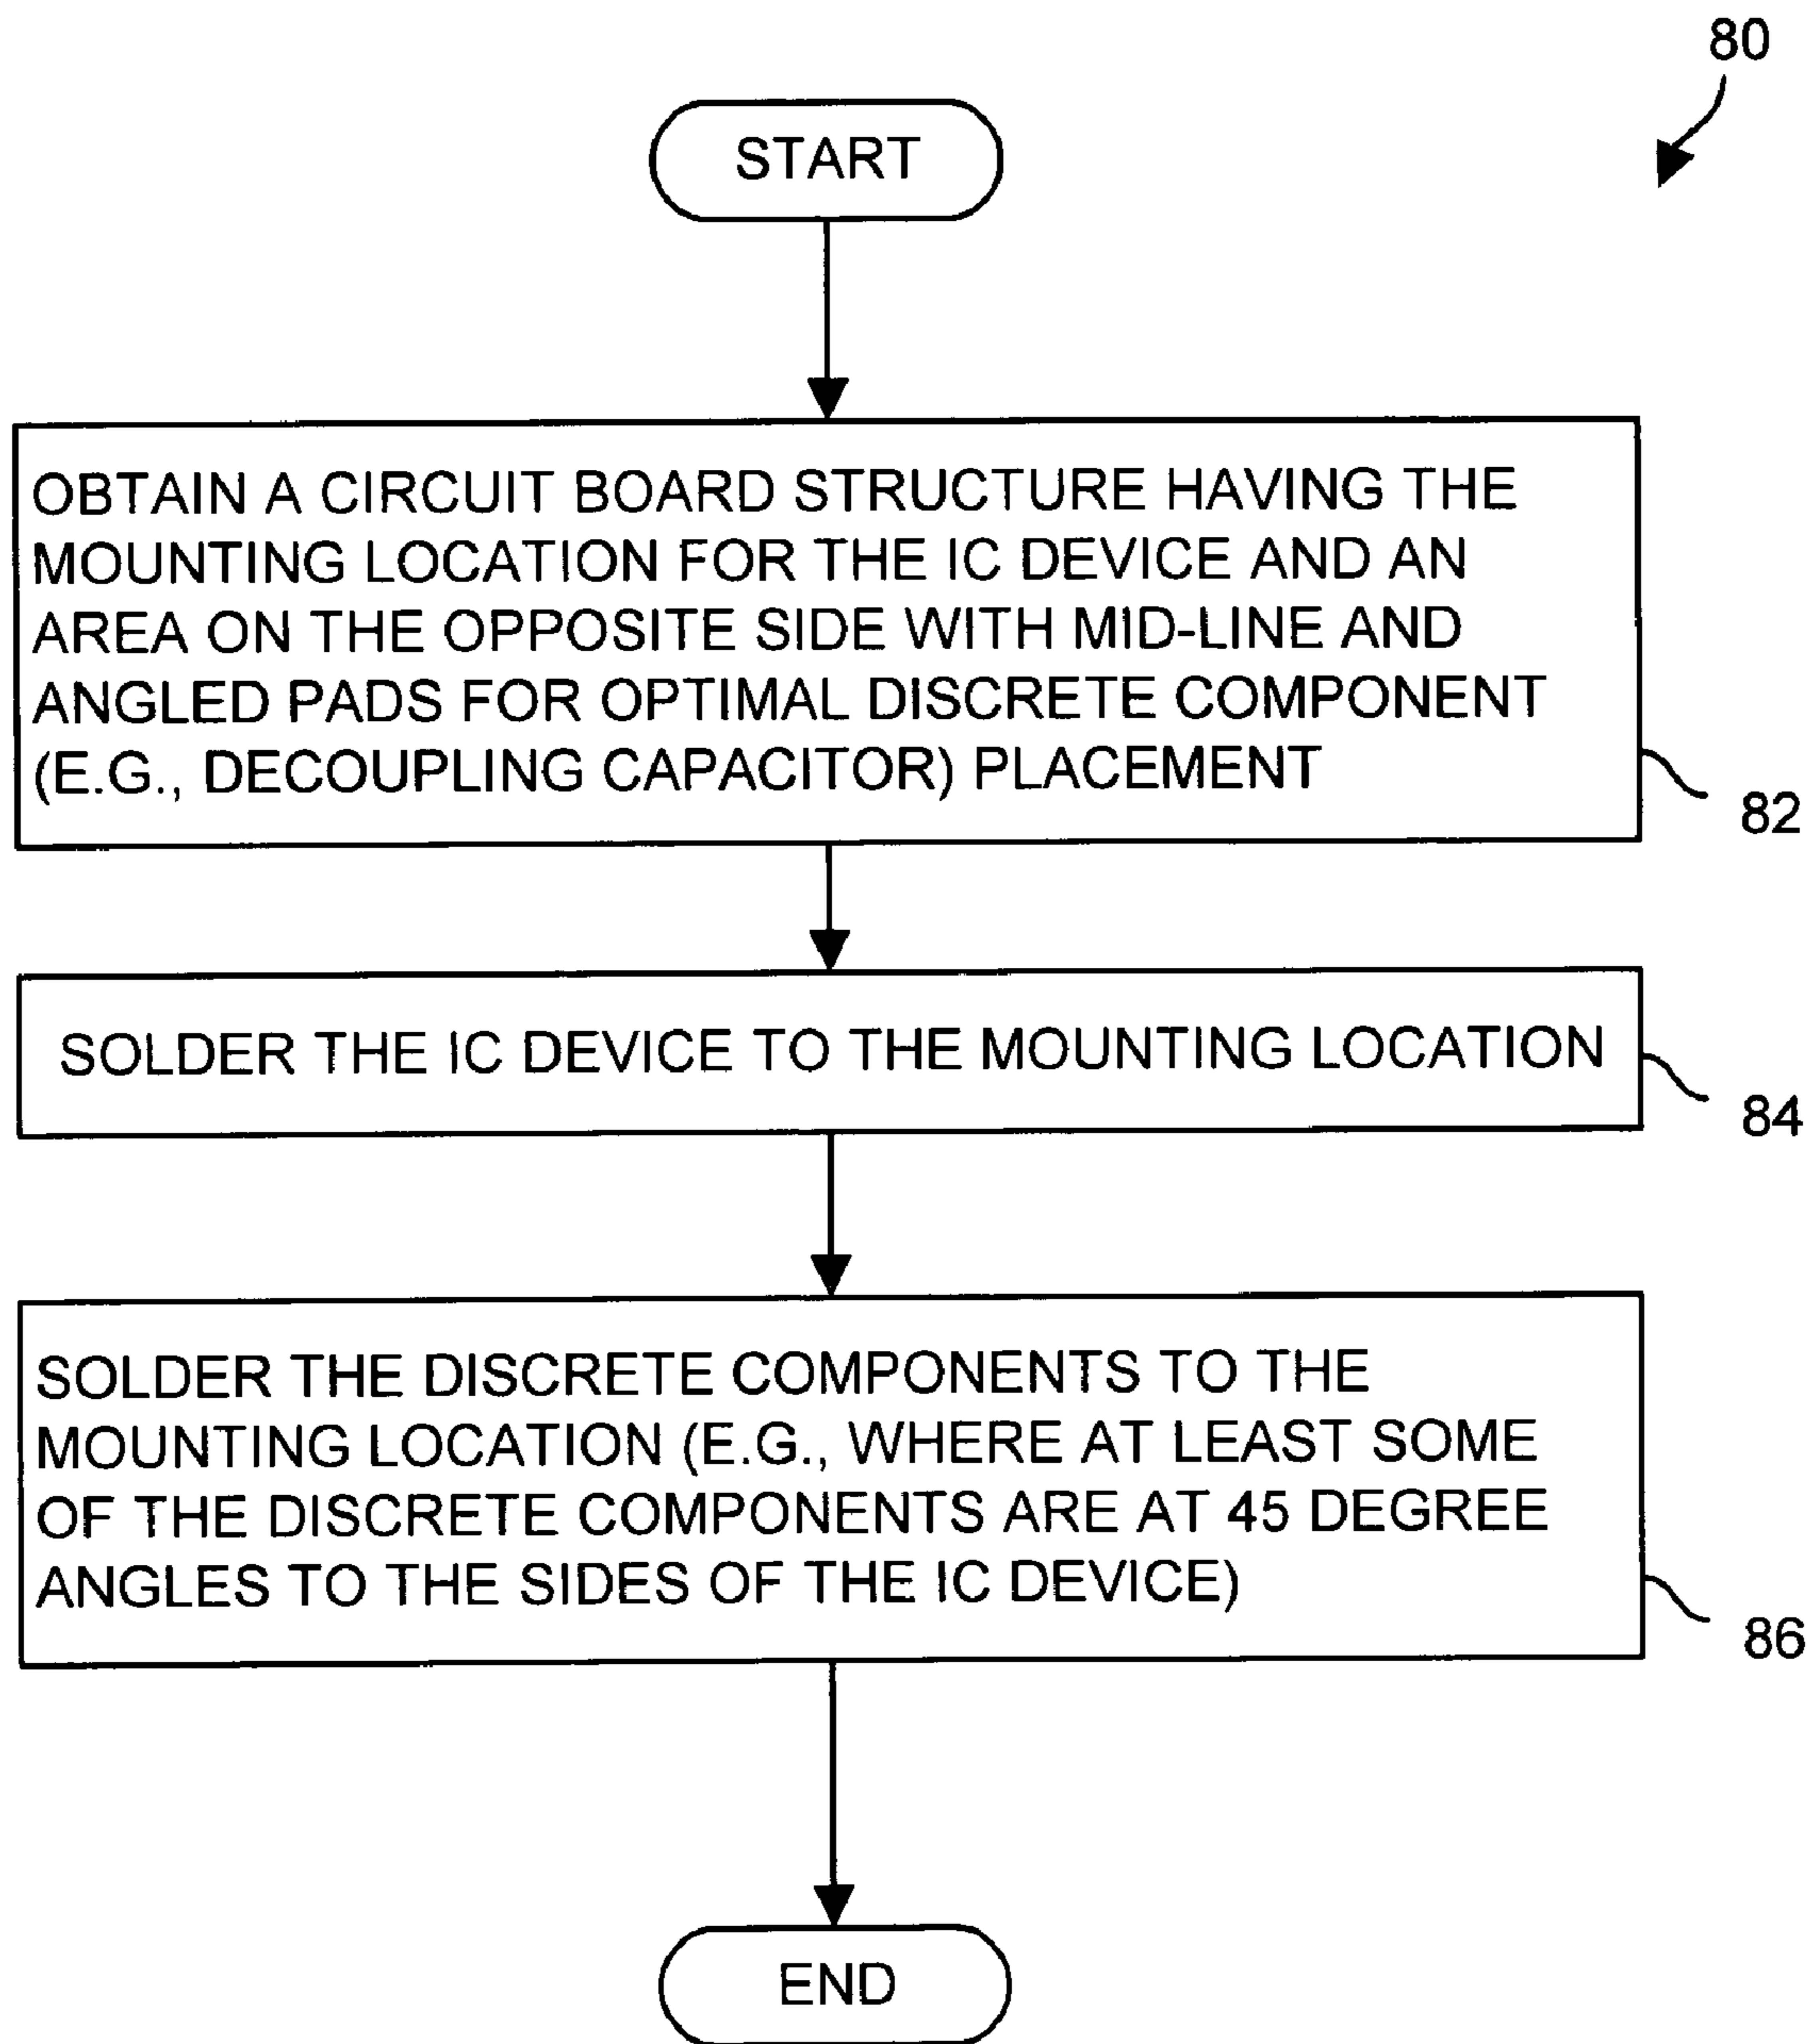 80
START
OBTAIN A CIRCUIT BOARD STRUCTURE HAVING THE
MOUNTING LOCATION FOR THE IC DEVICE AND AN
AREA ON THE OPPOSITE SIDE WITH MID-LINE AND
ANGLED PADS FOR OPTIMAL DISCRETE COMPONENT
(E.G., DECOUPLING CAPACITOR) PLACEMENT
82
SOLDER THE IC DEVICE TO THE MOUNTING LOCATION
84
SOLDER THE DISCRETE COMPONENTS TO THE
MOUNTING LOCATION (E.G., WHERE AT LEAST SOME
OF THE DISCRETE COMPONENTS ARE AT 45 DEGREE
ANGLES TO THE SIDES OF THE IC DEVICE)
86
END